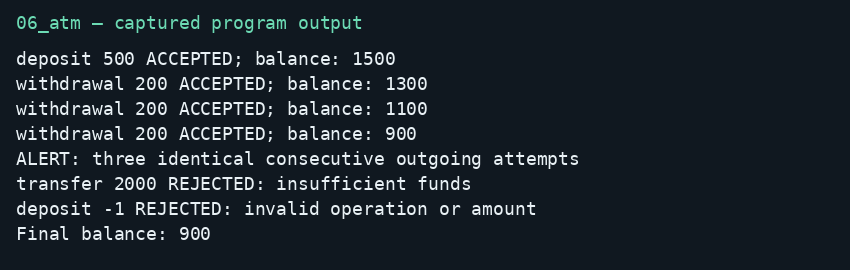 06_atm — captured program output
deposit 500 ACCEPTED; balance: 1500
withdrawal 200 ACCEPTED; balance: 1300
withdrawal 200 ACCEPTED; balance: 1100
withdrawal 200 ACCEPTED; balance: 900
ALERT: three identical consecutive outgoing attempts
transfer 2000 REJECTED: insufficient funds
deposit -1 REJECTED: invalid operation or amount
Final balance: 900